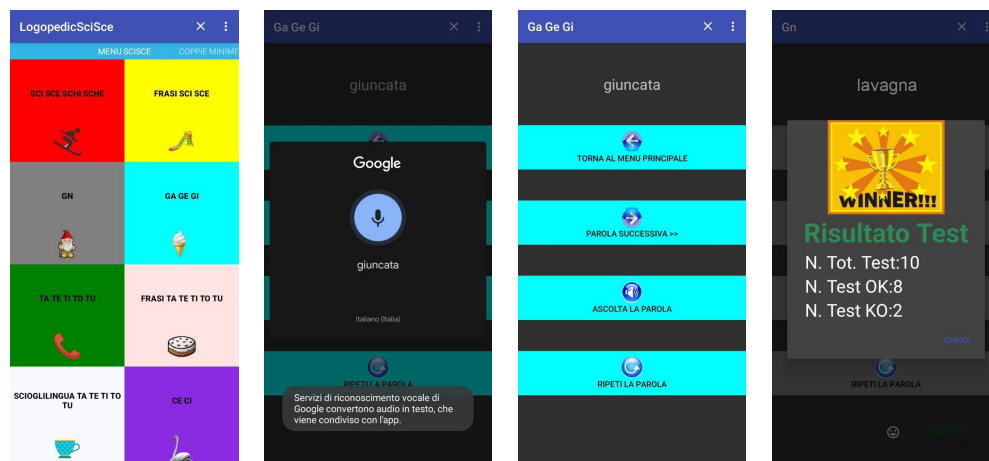 LogopedicSciSce
MENU SCISCE
COPPIE MINIME
SCI SCE SCHI SCHE
FRASI SCI SCE
GN
GA GE GI
TA TE TI TO TU
FRASI TA TE TI TO TU
SCIOGLILINGUA TA TE TI TO
TU
CE CI
Ga Ge Gi
giuncata
Google
giuncata
italiano (Italia)
RIPETI LA PAROLA
Servizi di riconoscimento vocale di
Google convertono audio in testo, che
viene condiviso con l'app.
Ga Ge Gi
giuncata
TORNA AL MENU PRINCIPALE
PAROLA SUCCESSIVA >>
ASCOLTA LA PAROLA
RIPETI LA PAROLA
Gn
lavagna
WINNER!!!
Risultato Test
N. Tot. Test:10
N. Test OK:8
N. Test KO:2
CHIUDI
RIPETI LA PAROLA